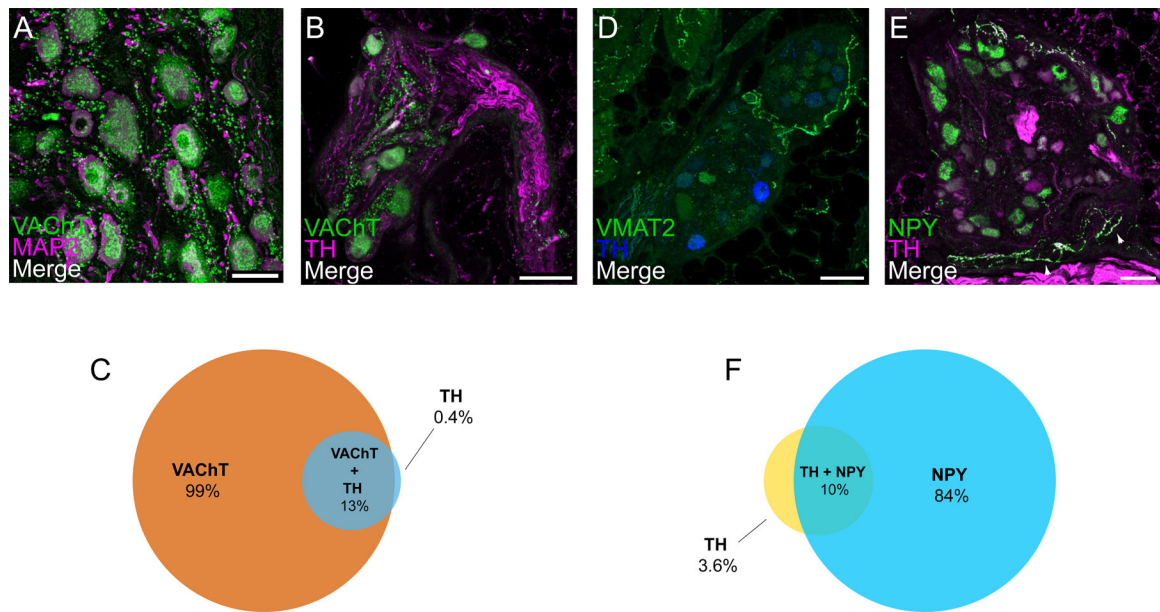 A
VAChT
MAP2
Merge
B
VAChT
TH
Merge
D
VMAT2
TH
Merge
E
NPY
TH
Merge
C
VAChT
99%
VAChT
+
TH
13%
TH
0.4%
F
TH + NPY
10%
NPY
84%
TH
3.6%